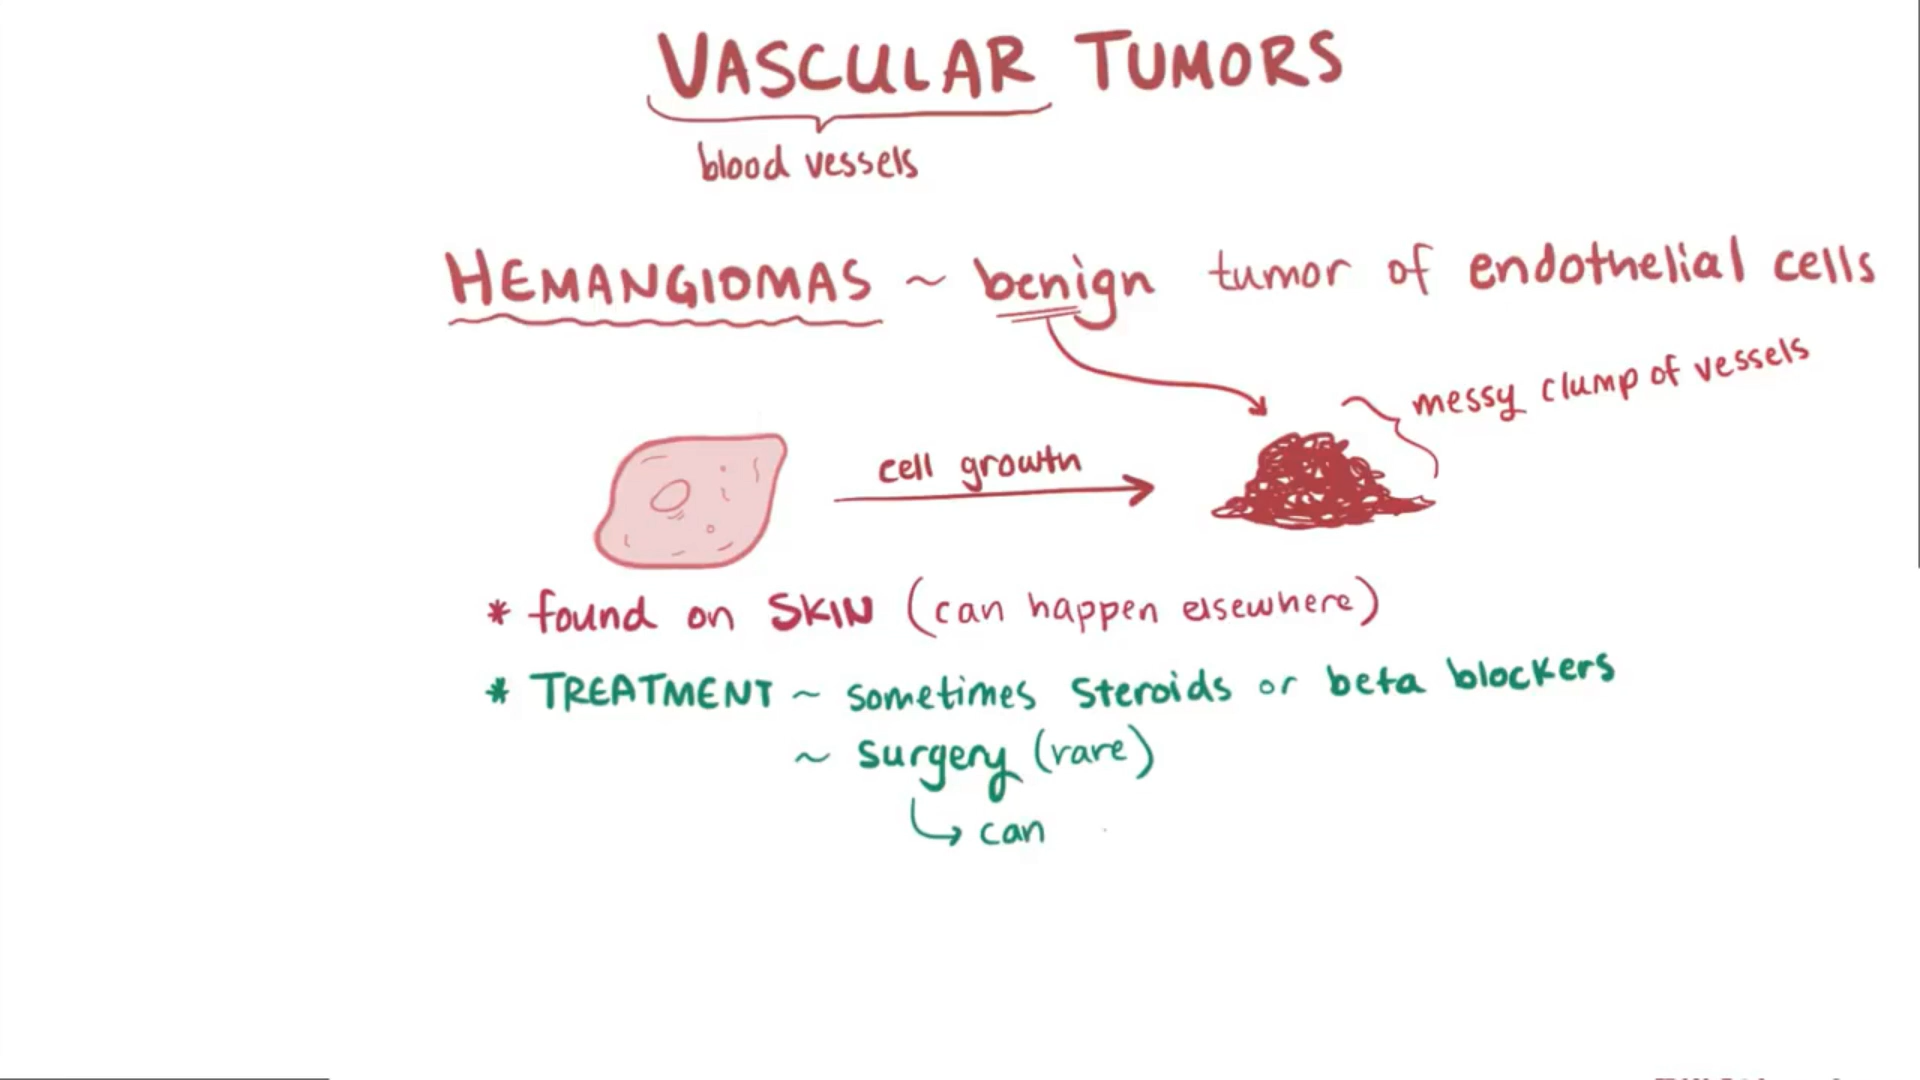 VASCULAR TUMORS
blood vessels
HEMANGIOMAS ~ benign tumor of endothelial cells
messy clump of vessels
cell growth
* found on SKIN (can happen elsewhere)
* TREATMENT ~ sometimes steroids or beta blockers
~ surgery (rare)
can